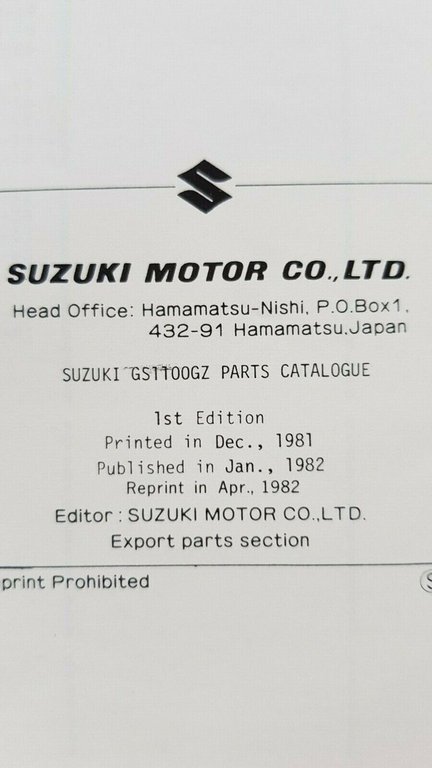 SUZUKI MOTOR CO.,LTD.
Head Office: Hamamatsu-Nishi, P.O.Box1,
432-91 Hamamatsu,Japan
SUZUKI GS1100GZ PARTS CATALOGUE
1st Edition
Printed in Dec., 1981
Published in Jan., 1982
Reprint in Apr., 1982
Editor : SUZUKI MOTOR CO.,LTD.
Export parts section
print Prohibited